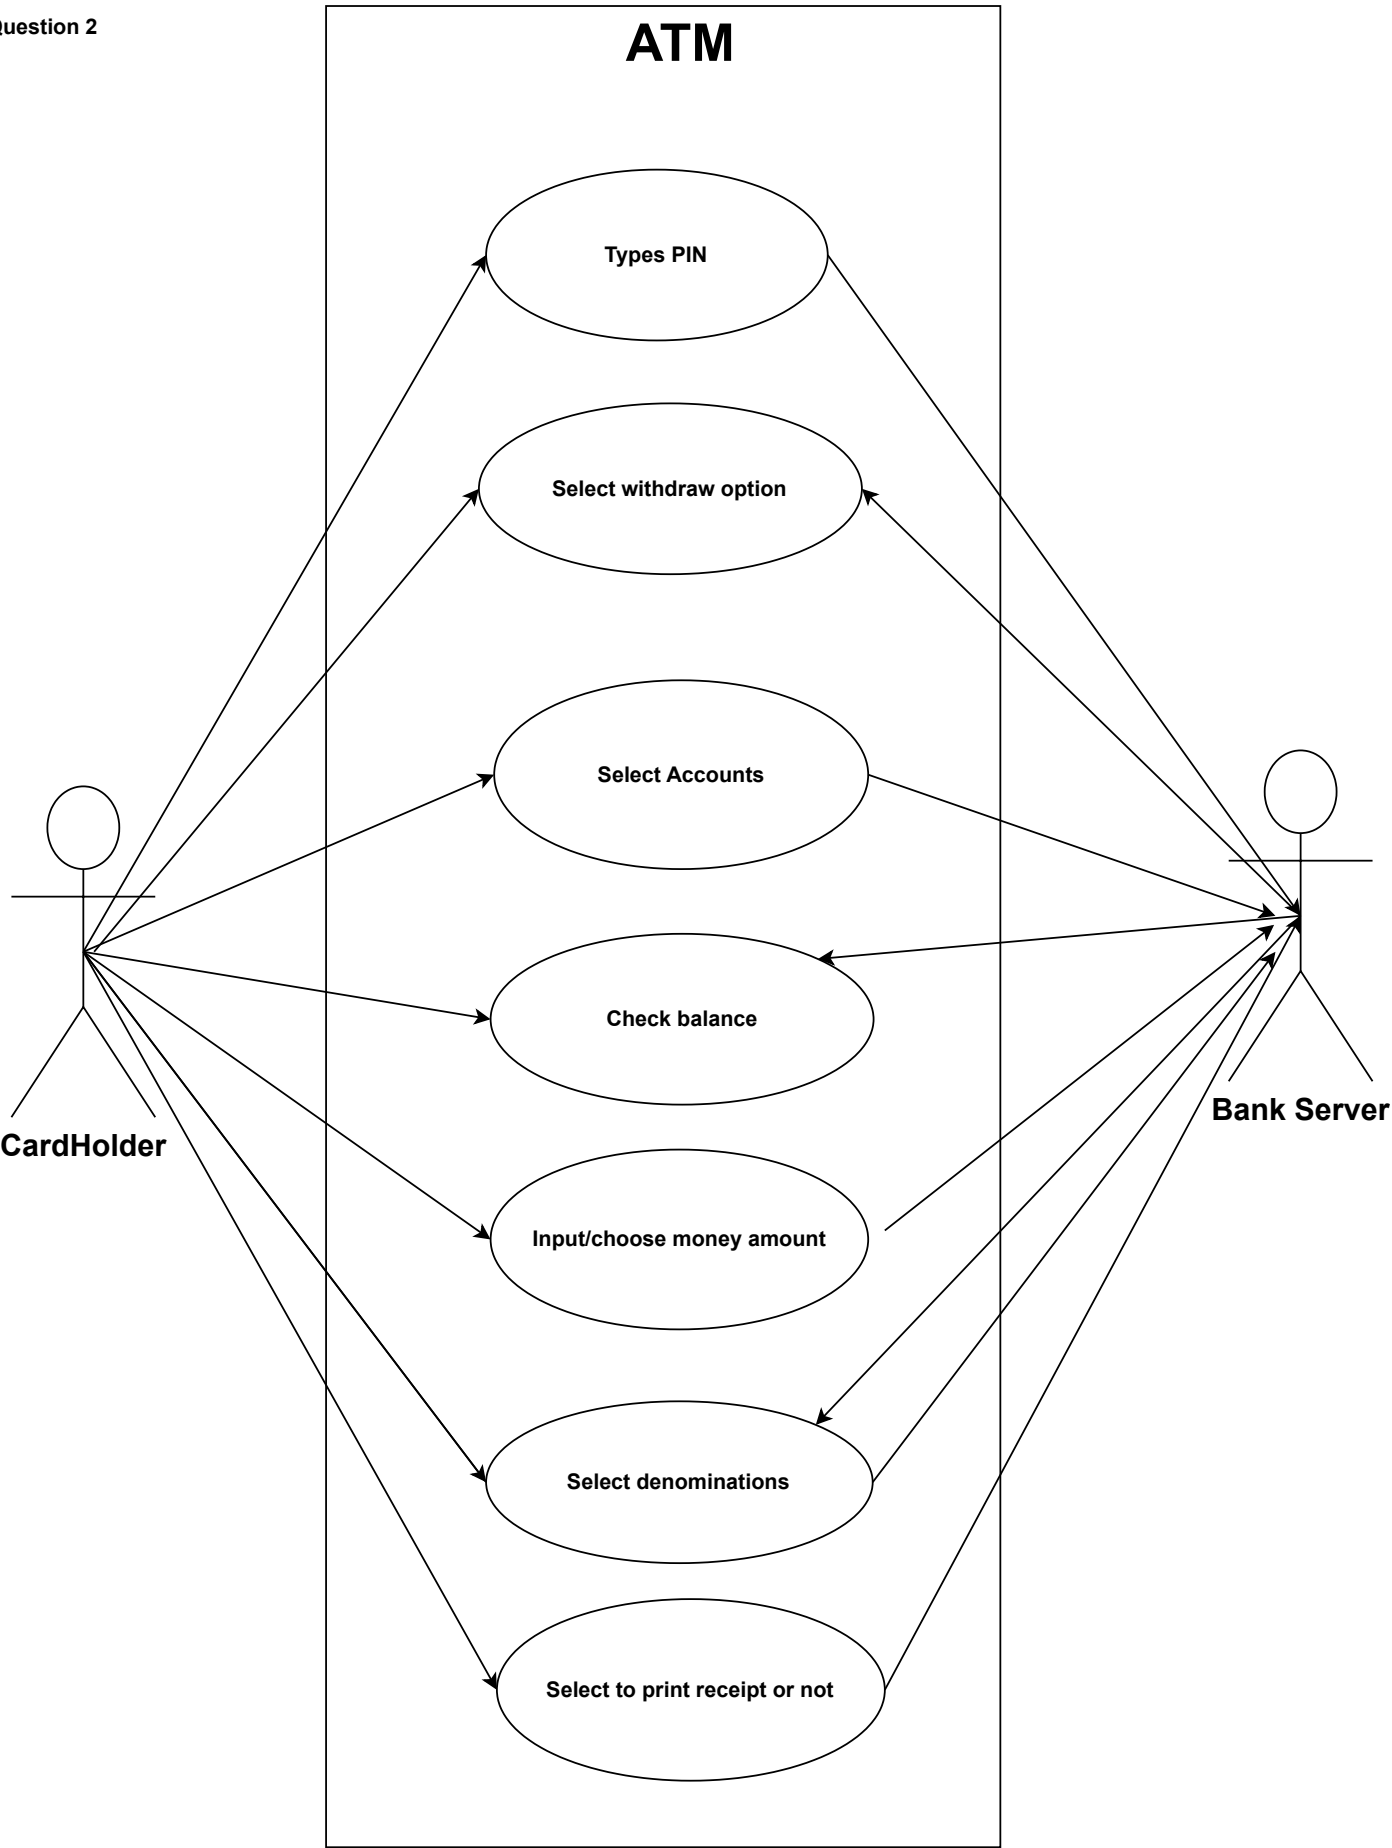 Question 2
ATM
Types PIN
Select withdraw option
Select Accounts
Check balance
Bank Server
CardHolder
Input/choose money amount
Select denominations
Select to print receipt or not